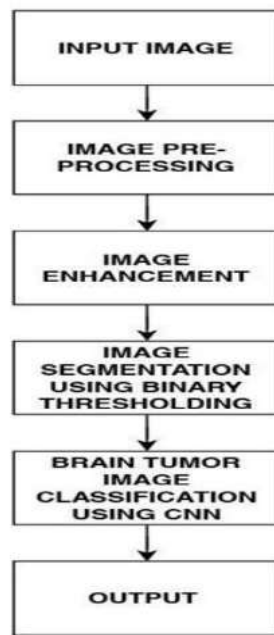 INPUT IMAGE
IMAGE PRE-
PROCESSING
IMAGE
ENHANCEMENT
IMAGE
SEGMENTATION
USING BINARY
THRESHOLDING
BRAIN TUMOR
IMAGE
CLASSIFICATION
USING CNN
OUTPUT